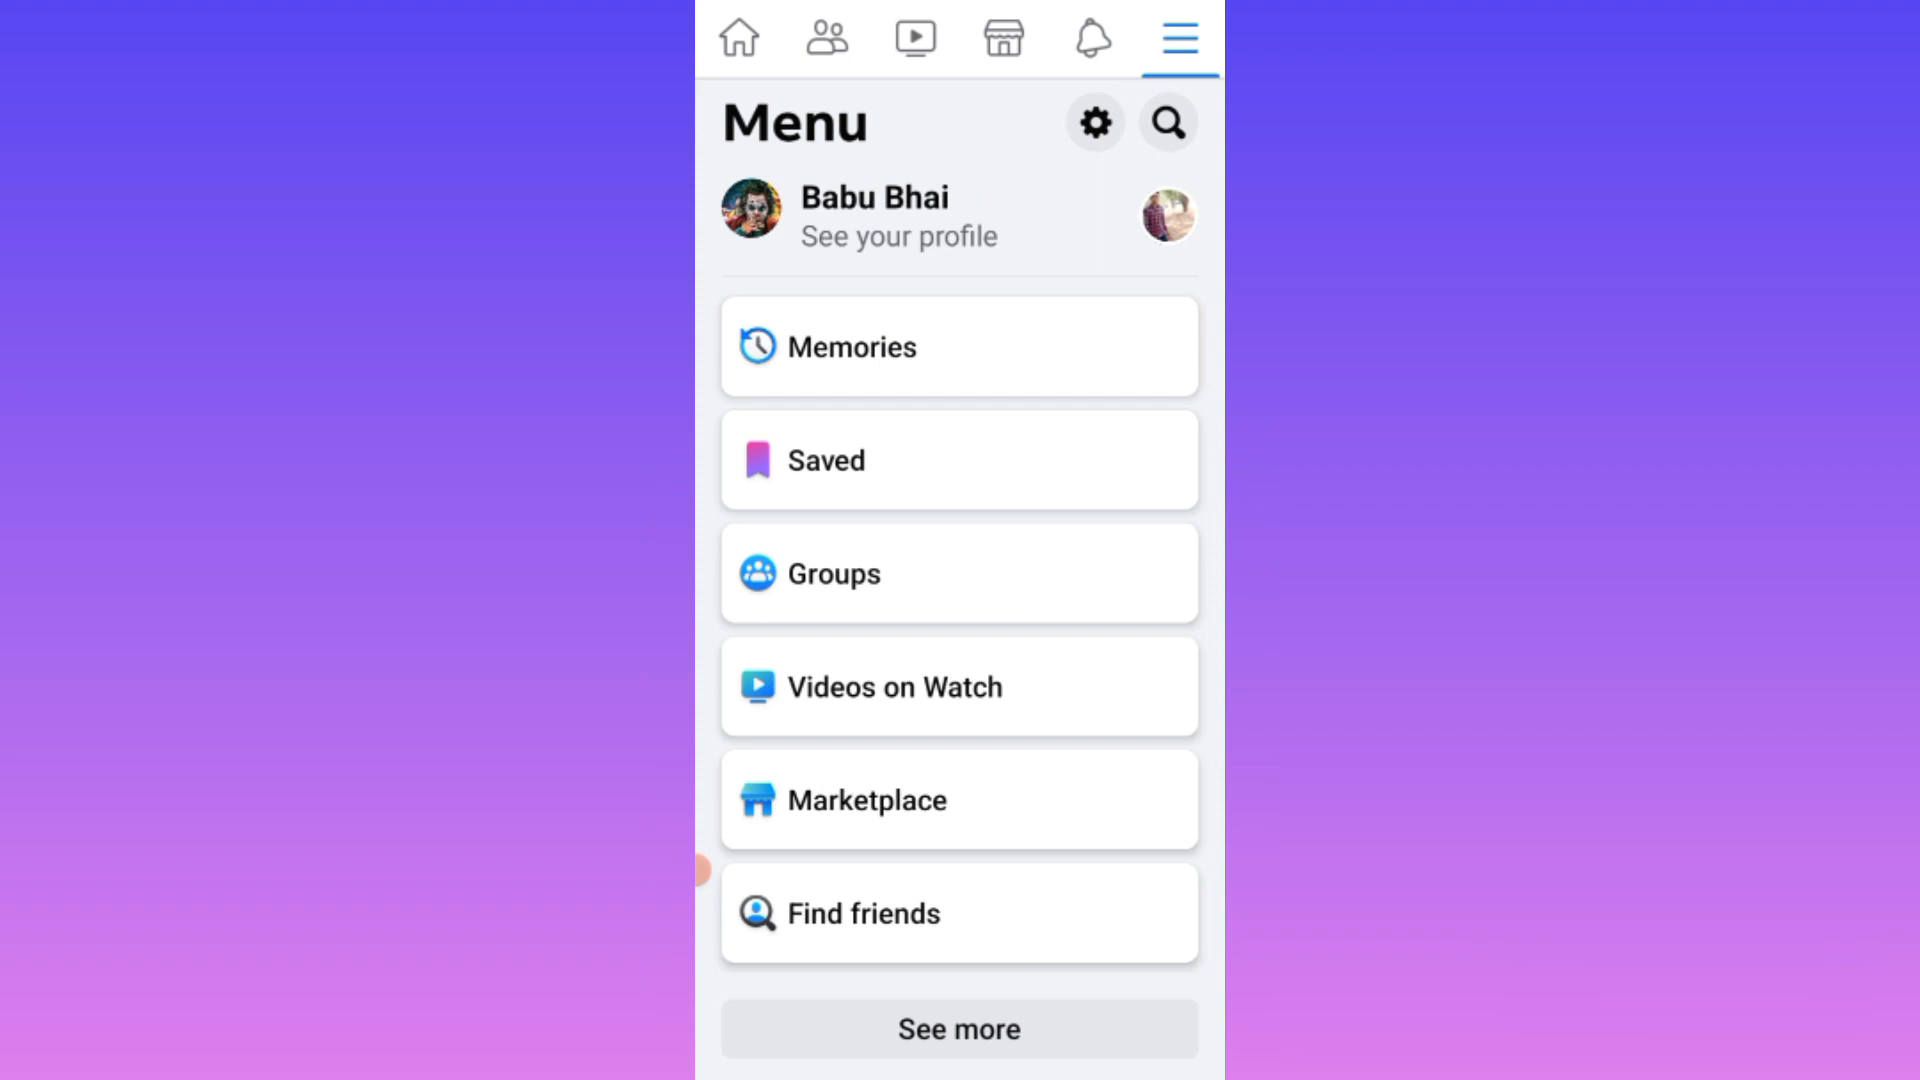 Menu
Babu Bhai
See your profile
Memories
Saved
Groups
Videos on Watch
Marketplace
Find friends
See more